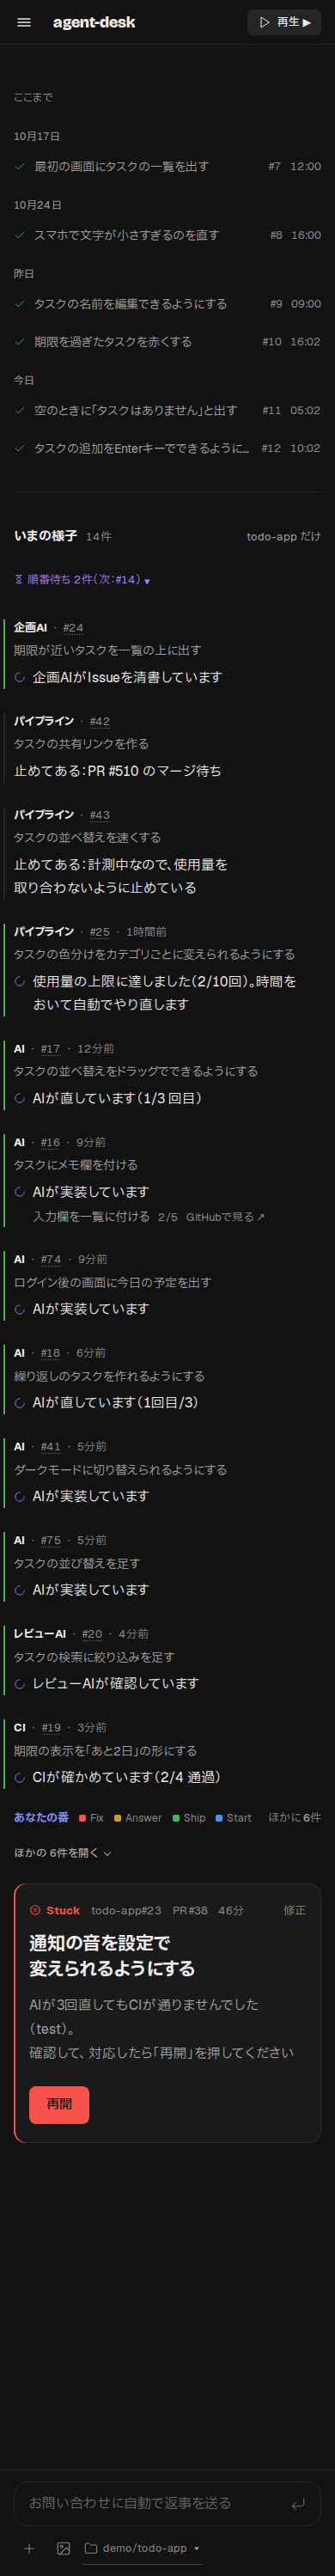 agent-desk
再生 ▶
ここまで
10月17日
最初の画面にタスクの一覧を出す #7 12:00
10月24日
スマホで文字が小さすぎるのを直す #8 16:00
昨日
タスクの名前を編集できるようにする #9 09:00
期限を過ぎたタスクを赤くする #10 16:02
今日
空のときに「タスクはありません」と出す #11 05:02
タスクの追加をEnterキーでできるように… #12 10:02
いまの様子 14件 todo-app だけ
順番待ち 2件（次：#14） ▾
企画AI · #24
期限が近いタスクを一覧の上に出す
企画AIがIssueを清書しています
パイプライン · #42
タスクの共有リンクを作る
止めてある：PR #510 のマージ待ち
パイプライン · #43
タスクの並べ替えを速くする
止めてある：計測中なので、使用量を
取り合わないように止めている
パイプライン · #25 · 1時間前
タスクの色分けをカテゴリごとに変えられるようにする
使用量の上限に達しました（2/10回）。時間を
おいて自動でやり直します
AI · #17 · 12分前
タスクの並べ替えをドラッグでできるようにする
AIが直しています（1/3 回目）
AI · #16 · 9分前
タスクにメモ欄を付ける
AIが実装しています
入力欄を一覧に付ける 2/5 GitHubで見る ↗
AI · #74 · 9分前
ログイン後の画面に今日の予定を出す
AIが実装しています
AI · #18 · 6分前
繰り返しのタスクを作れるようにする
AIが直しています（1回目/3）
AI · #41 · 5分前
ダークモードに切り替えられるようにする
AIが実装しています
AI · #75 · 5分前
タスクの並び替えを足す
AIが実装しています
レビューAI · #20 · 4分前
タスクの検索に絞り込みを足す
レビューAIが確認しています
CI · #19 · 3分前
期限の表示を「あと2日」の形にする
CIが確かめています（2/4 通過）
あなたの番 Fix Answer Ship Start ほかに 6件
ほかの 6件を開く
Stuck todo-app#23 PR#38 46分 修正
通知の音を設定で
変えられるようにする
AIが3回直してもCIが通りませんでした
（test）。
確認して、対応したら「再開」を押してください
再開
お問い合わせに自動で返事を送る
demo/todo-app